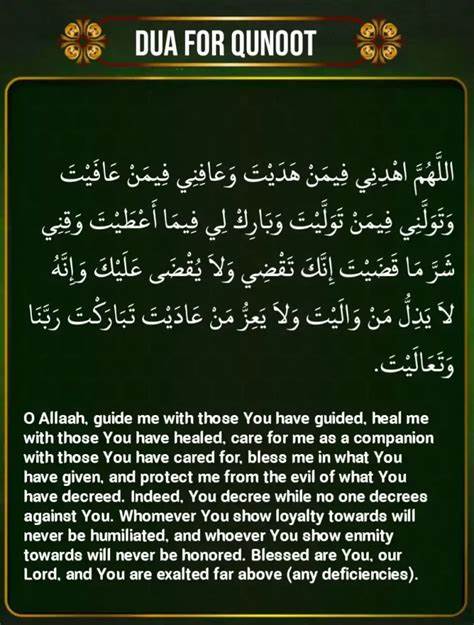 DUA FOR QUNOOT
اللَّهُمَّ اهْدِنِي فِيمَنْ هَدَيْتَ وَعَافِنِي فِيمَنْ عَافَيْتَ
وَتَوَلَّنِي فِيمَنْ تَوَلَّيْتَ وَبَارِكْ لِي فِيمَا أَعْطَيْتَ وَقِنِي
شَرَّ مَا قَضَيْتَ إِنَّكَ تَقْضِي وَلاَ يُقْضَى عَلَيْكَ وَإِنَّهُ
لاَ يَذِلُّ مَنْ وَالَيْتَ وَلاَ يَعِزُّ مَنْ عَادَيْتَ تَبَارَكْتَ رَبَّنَا
وَتَعَالَيْتَ.
O Allaah, guide me with those You have guided, heal me
with those You have healed, care for me as a companion
with those You have cared for, bless me in what You
have given, and protect me from the evil of what You
have decreed. Indeed, You decree while no one decrees
against You. Whomever You show loyalty towards will
never be humiliated, and whoever You show enmity
towards will never be honored. Blessed are You, our
Lord, and You are exalted far above (any deficiencies).